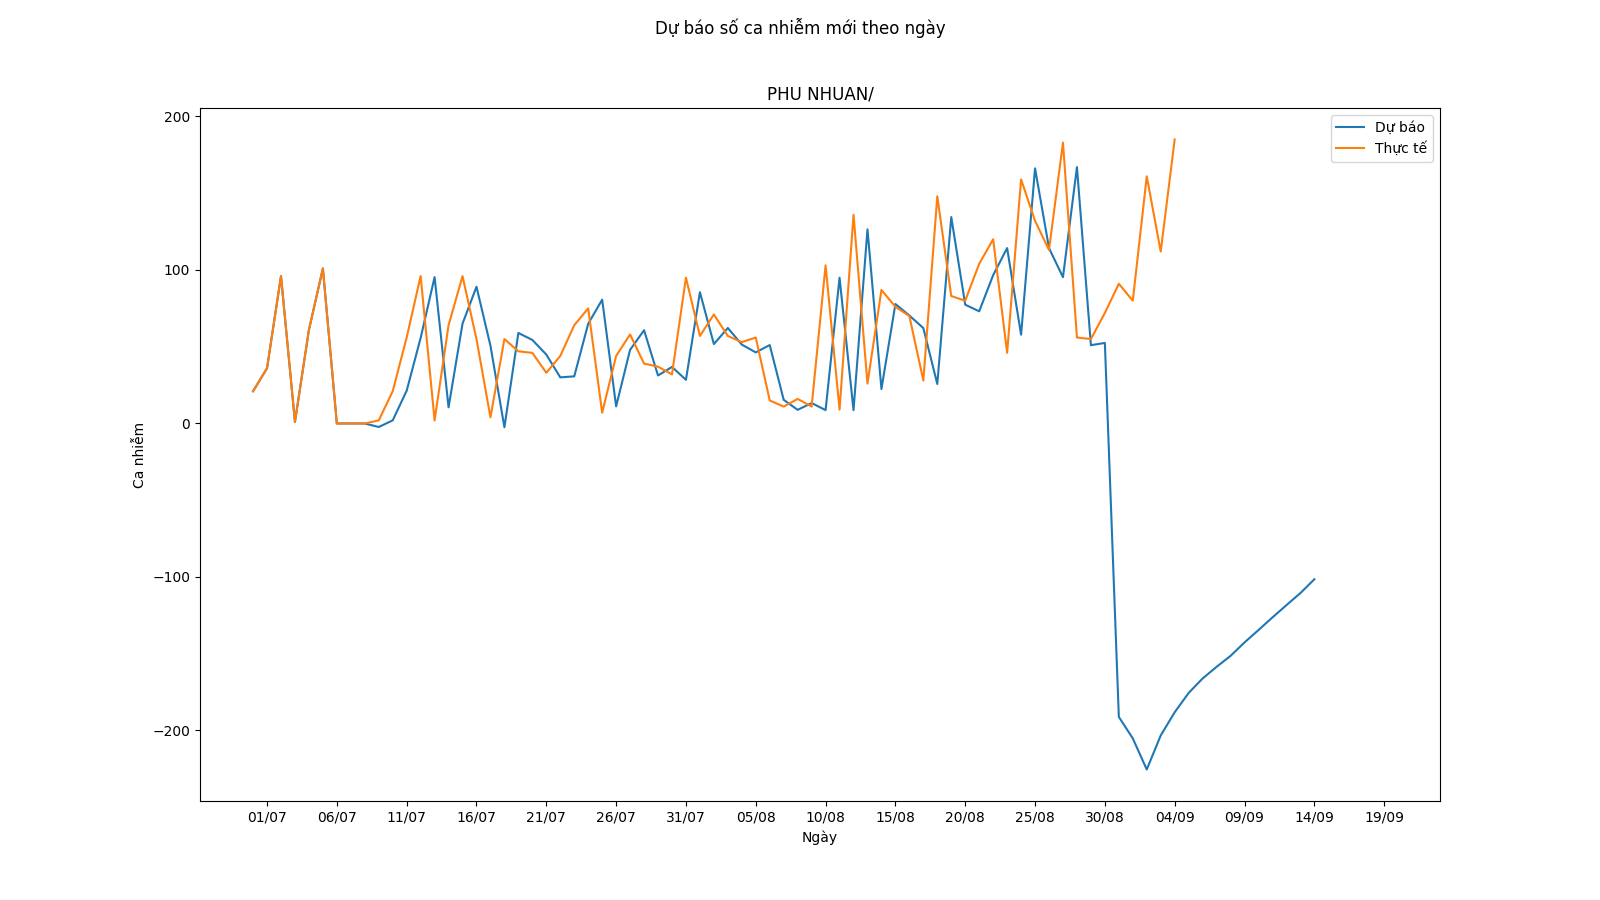 Dự báo số ca nhiễm mới theo ngày
PHU NHUAN/
Dự báo
Thực tế
200
100
0
−100
−200
Ca nhiễm
01/07 06/07 11/07 16/07 21/07 26/07 31/07 05/08 10/08 15/08 20/08 25/08 30/08 04/09 09/09 14/09 19/09
Ngày